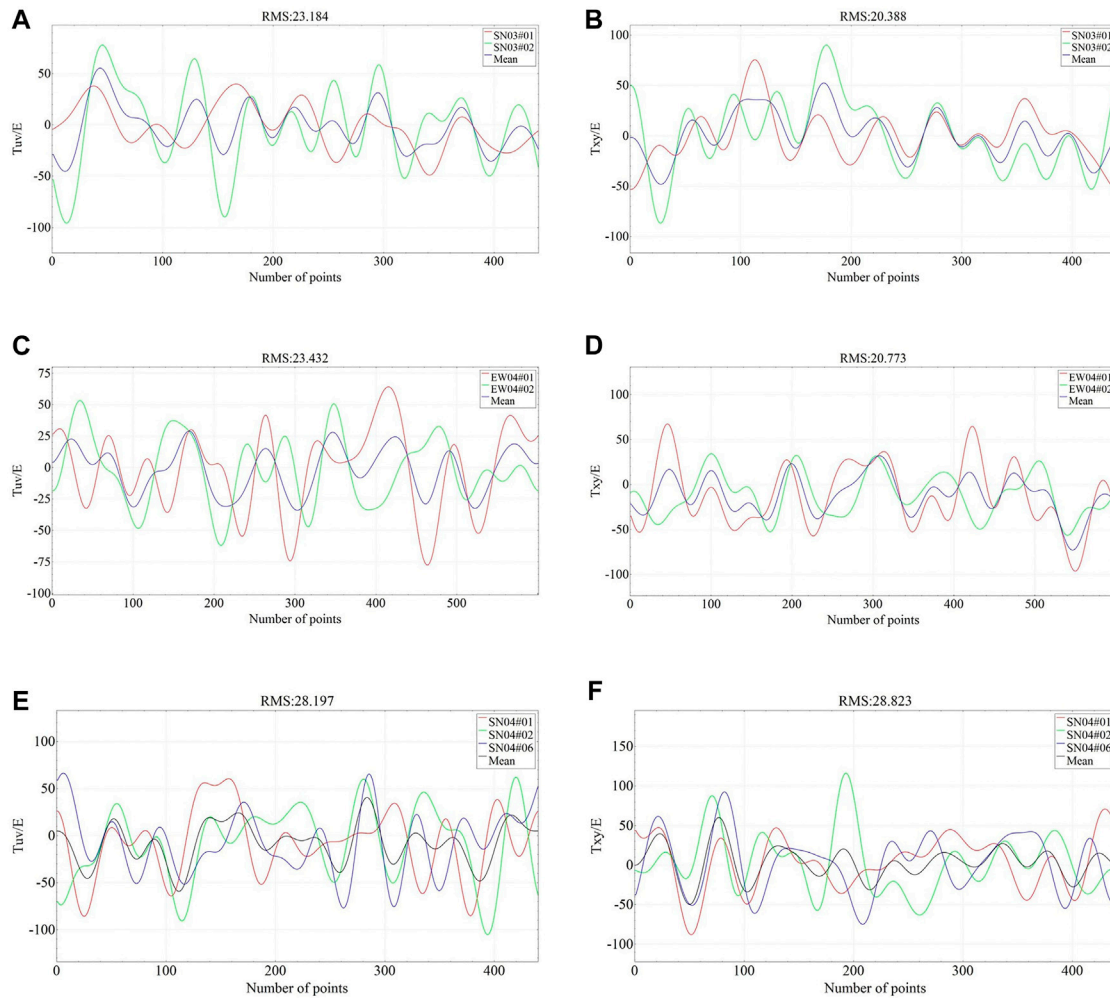 A
RMS:23.184
SN03#01
SN03#02
Mean
50
0
-50
-100
Tuv/E
0 100 200 300 400
Number of points
B
RMS:20.388
SN03#01
SN03#02
Mean
100
50
0
-50
-100
Txy/E
0 100 200 300 400
Number of points
C
RMS:23.432
EW04#01
EW04#02
Mean
75
50
25
0
-25
-50
-75
-100
Tuv/E
0 100 200 300 400 500
Number of points
D
RMS:20.773
EW04#01
EW04#02
Mean
100
50
0
-50
-100
Txy/E
0 100 200 300 400 500
Number of points
E
RMS:28.197
SN04#01
SN04#02
SN04#06
Mean
100
50
0
-50
-100
Tuv/E
0 100 200 300 400
Number of points
F
RMS:28.823
SN04#01
SN04#02
SN04#06
Mean
150
100
50
0
-50
-100
Txy/E
0 100 200 300 400
Number of points